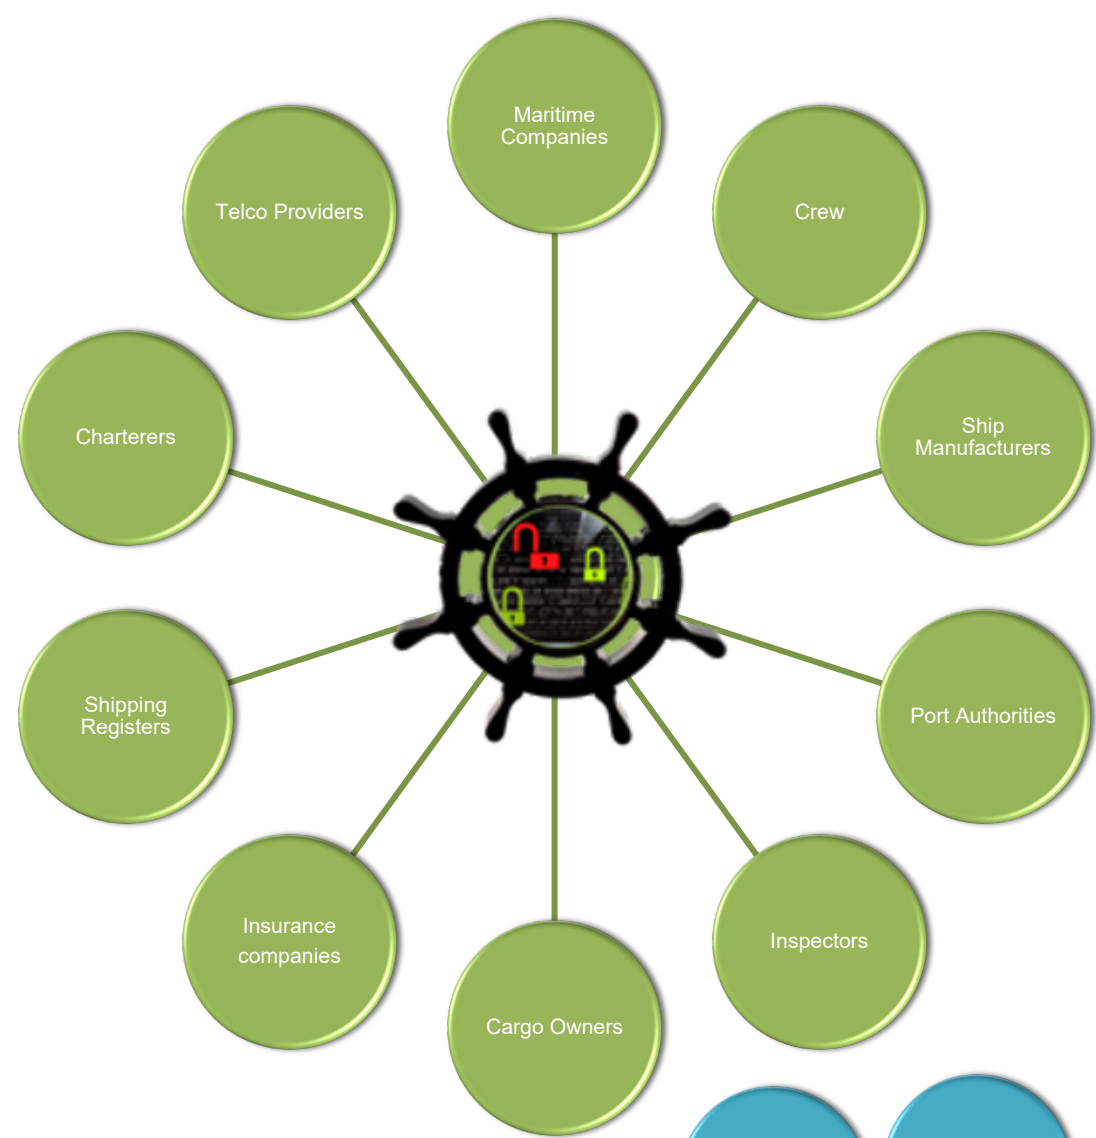 Maritime
Companies
Telco Providers
Crew
Charterers
Ship
Manufacturers
Shipping
Registers
Port Authorities
Insurance
companies
Inspectors
Cargo Owners